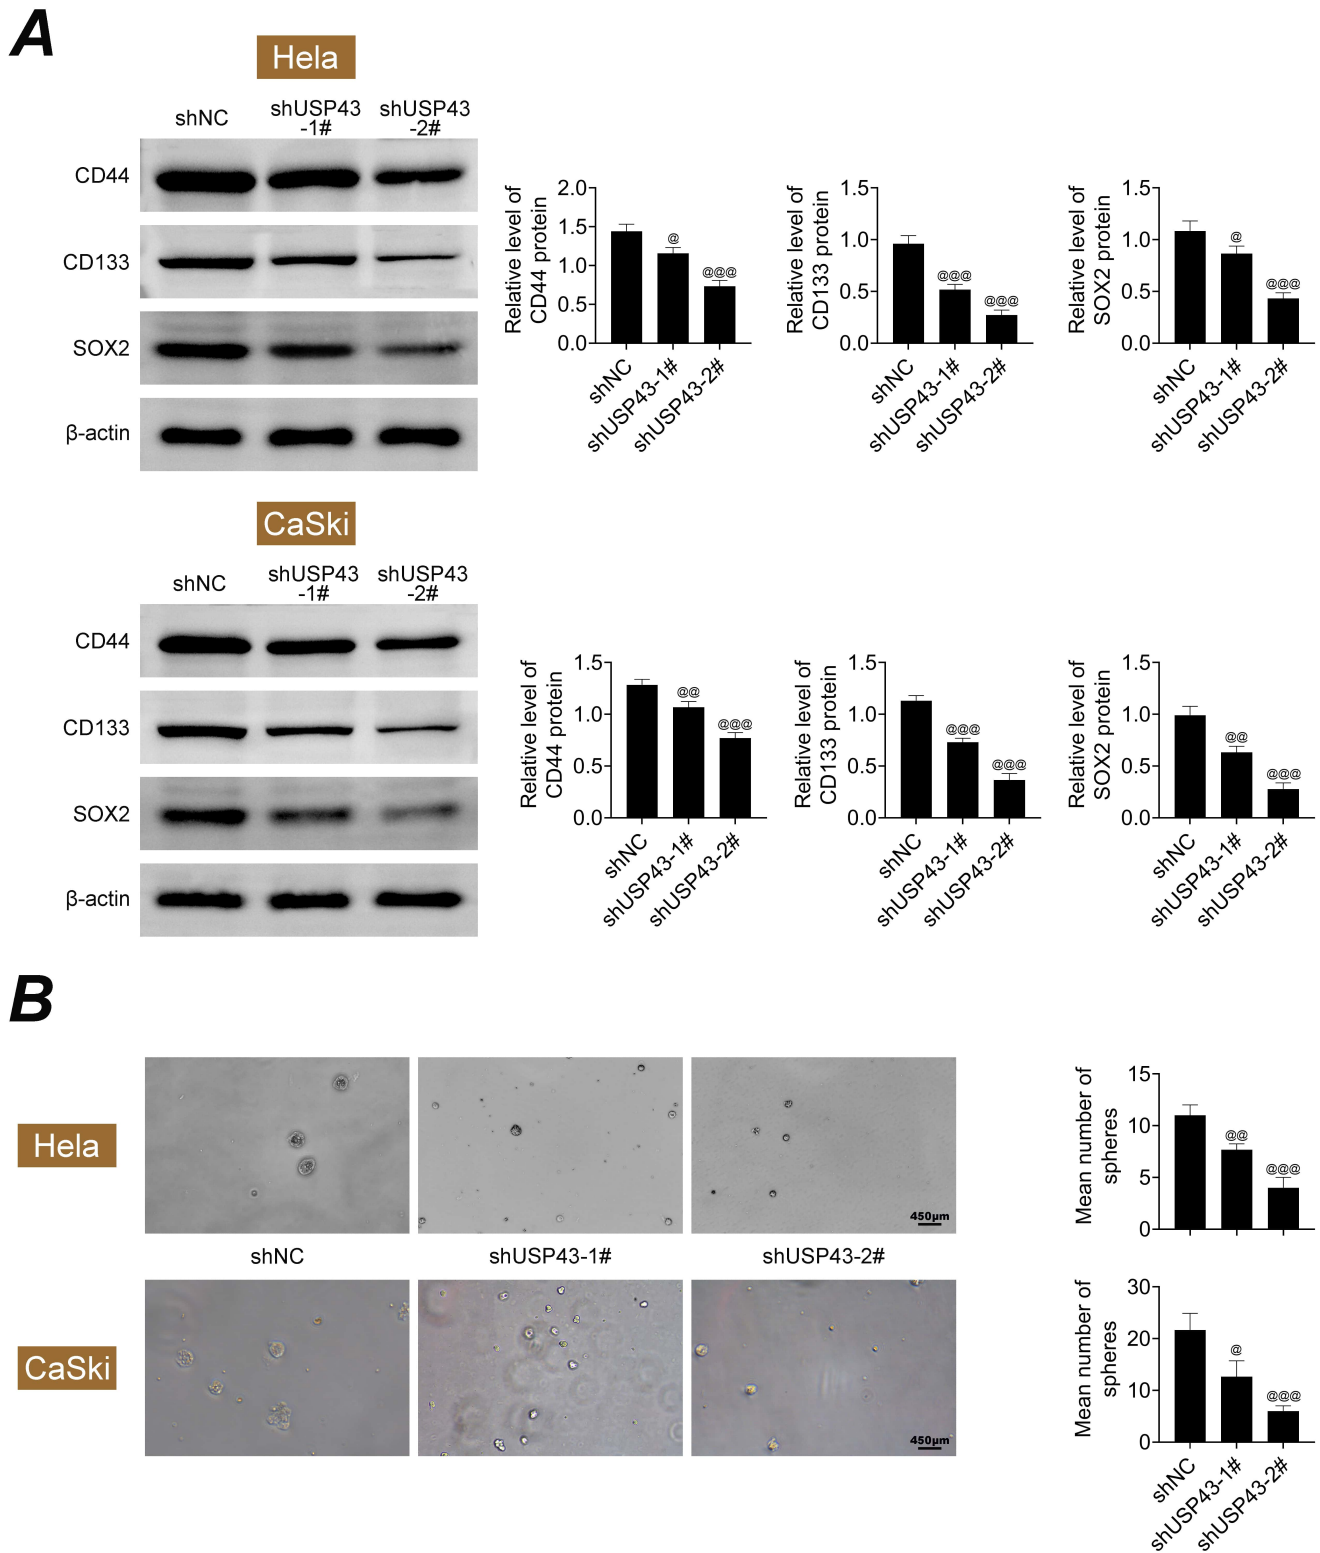 A
Hela
shNC
shUSP43
-1#
shUSP43
-2#
CD44
CD133
SOX2
β-actin
Relative level of
CD44 protein
2.0
1.5
1.0
0.5
0.0
@
@@@
shNC
shUSP43-1#
shUSP43-2#
Relative level of
CD133 protein
1.5
1.0
0.5
0.0
@@@
@@@
shNC
shUSP43-1#
shUSP43-2#
Relative level of
SOX2 protein
1.5
1.0
0.5
0.0
@
@@@
shNC
shUSP43-1#
shUSP43-2#
CaSki
shNC
shUSP43
-1#
shUSP43
-2#
CD44
CD133
SOX2
β-actin
Relative level of
CD44 protein
1.5
1.0
0.5
0.0
@@
@@@
shNC
shUSP43-1#
shUSP43-2#
Relative level of
CD133 protein
1.5
1.0
0.5
0.0
@@@
@@@
shNC
shUSP43-1#
shUSP43-2#
Relative level of
SOX2 protein
1.5
1.0
0.5
0.0
@@
@@@
shNC
shUSP43-1#
shUSP43-2#
B
Hela
450μm
Mean number of
spheres
15
10
5
0
@@
@@@
shNC
shUSP43-1#
shUSP43-2#
CaSki
450μm
Mean number of
spheres
30
20
10
0
@
@@@
shNC
shUSP43-1#
shUSP43-2#